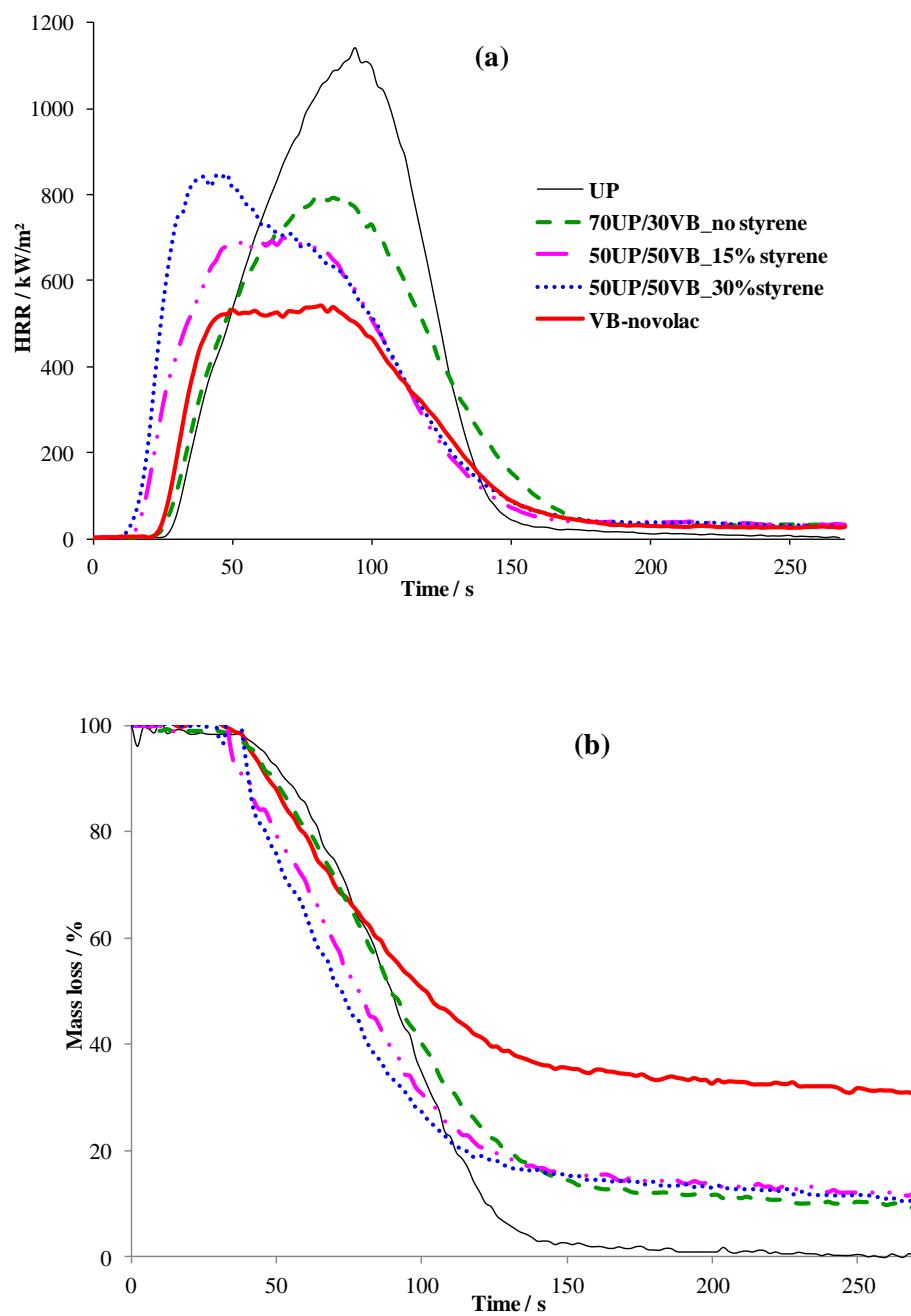 1200
(a)
1000
UP
800
70UP/30VB_no styrene
50UP/50VB_15% styrene
HRR / kW/m²
600
50UP/50VB_30%styrene
VB-novolac
400
200
0
0 50 100 150 200 250
Time / s
100
(b)
80
60
Mass loss / %
40
20
0
0 50 100 150 200 250
Time / s